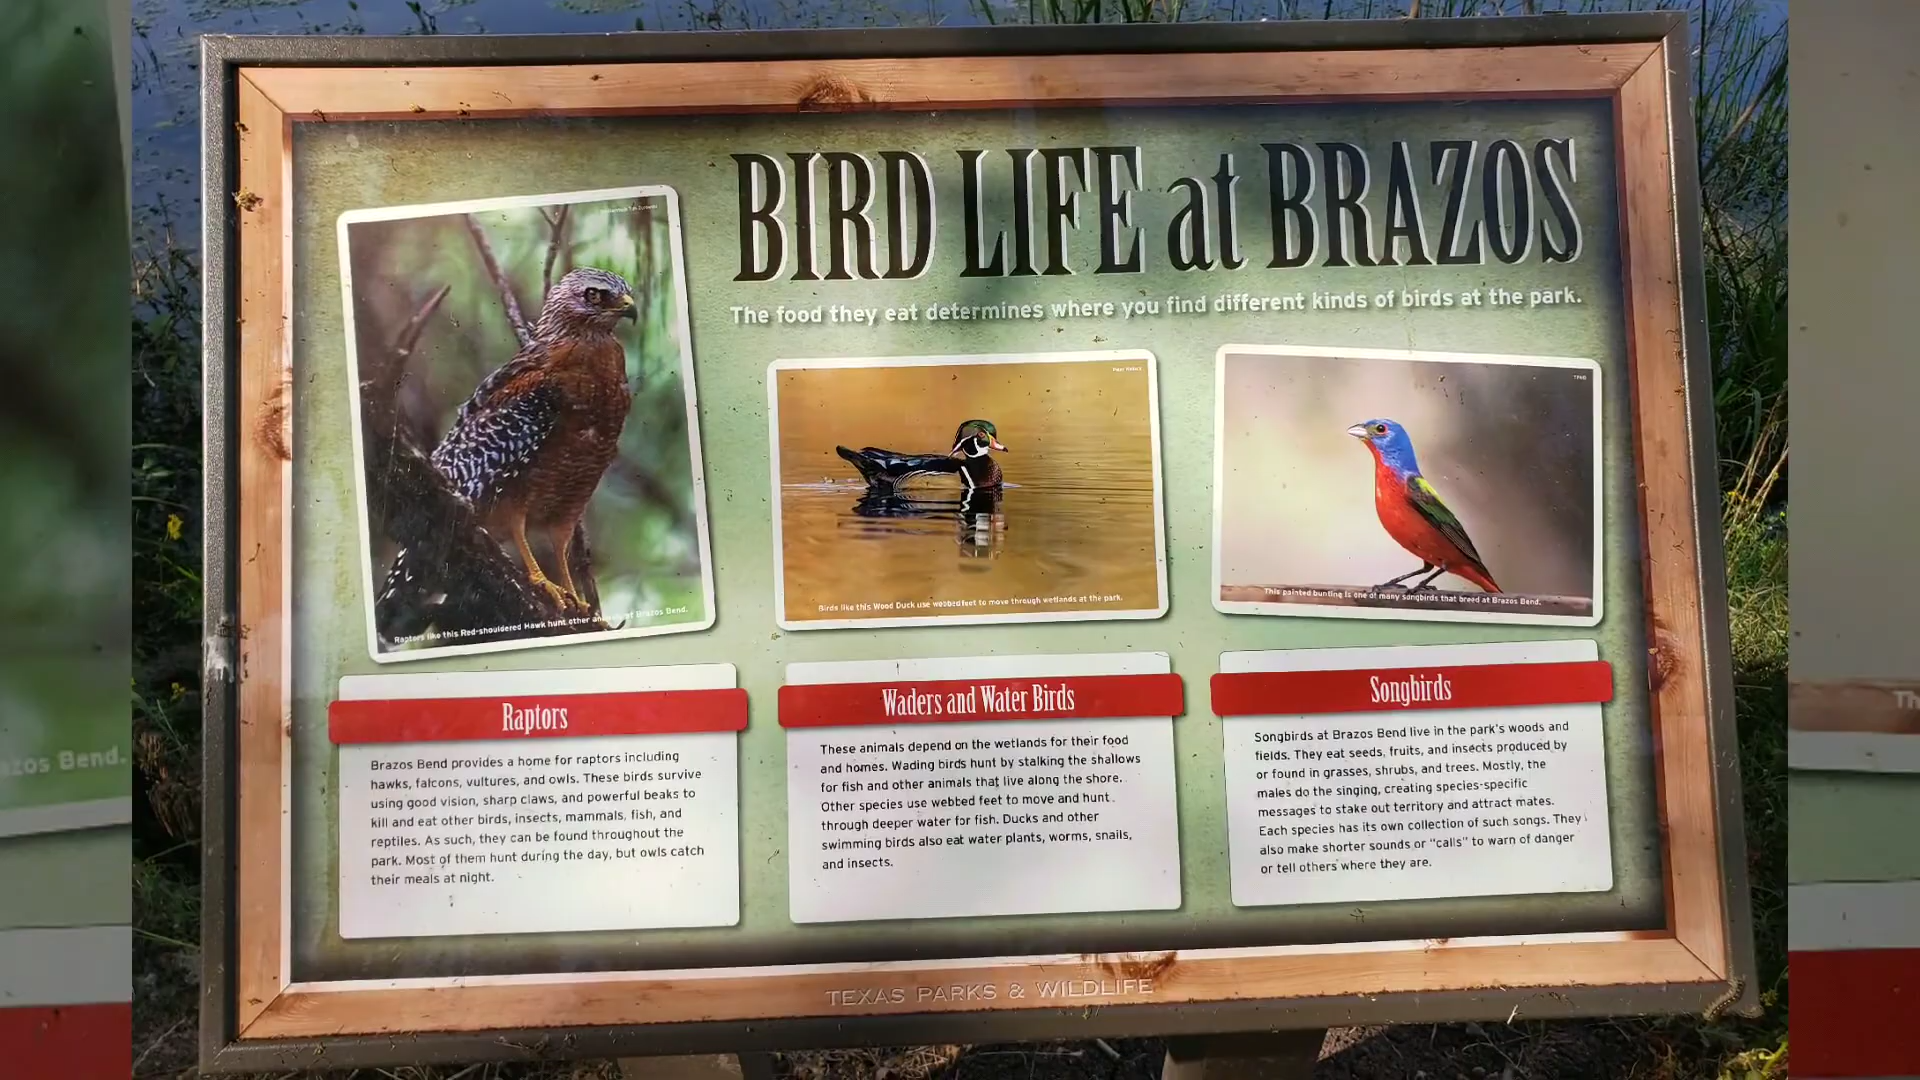 BIRD LIFE at BRAZOS
The food they eat determines where you find different kinds of birds at the park.
Raptors like this Red-shouldered Hawk hunt other at Brazos Bend.
Birds like this Wood Duck use webbed feet to move through wetlands at the park.
TPWD
This painted bunting is one of many songbirds that breed at Brazos Bend.
Raptors
Brazos Bend provides a home for raptors including
hawks, falcons, vultures, and owls. These birds survive
using good vision, sharp claws, and powerful beaks to
kill and eat other birds, insects, mammals, fish, and
reptiles. As such, they can be found throughout the
park. Most of them hunt during the day, but owls catch
their meals at night.
Waders and Water Birds
These animals depend on the wetlands for their food
and homes. Wading birds hunt by stalking the shallows
for fish and other animals that live along the shore.
Other species use webbed feet to move and hunt
through deeper water for fish. Ducks and other
swimming birds also eat water plants, worms, snails,
and insects.
Songbirds
Songbirds at Brazos Bend live in the park's woods and
fields. They eat seeds, fruits, and insects produced by
or found in grasses, shrubs, and trees. Mostly, the
males do the singing, creating species-specific
messages to stake out territory and attract mates.
Each species has its own collection of such songs. They
also make shorter sounds or "calls" to warn of danger
or tell others where they are.
TEXAS PARKS & WILDLIFE